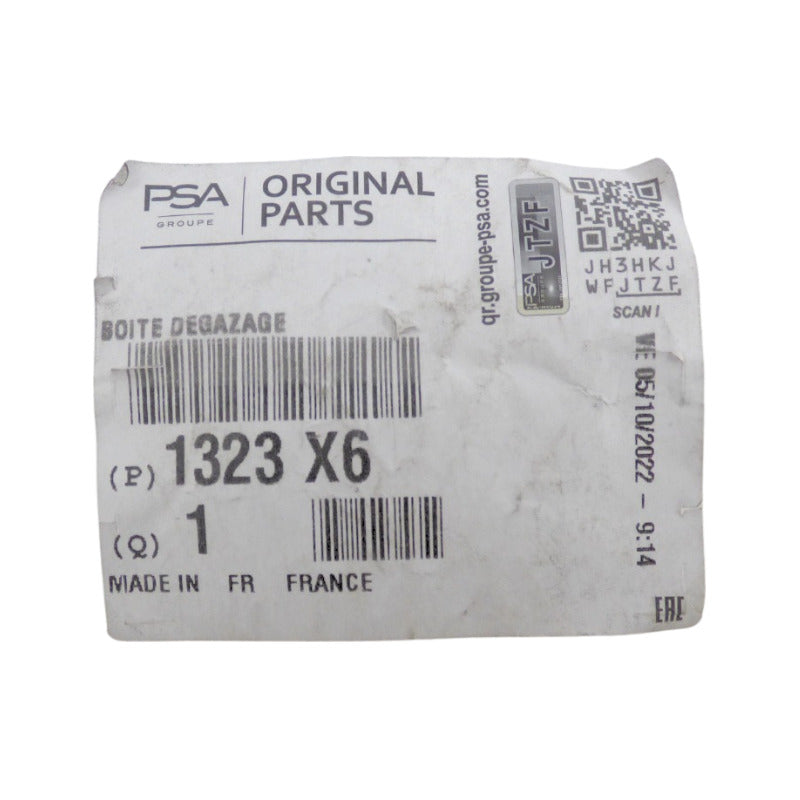 PSA
GROUPE
ORIGINAL
PARTS
qr.groupe-psa.com
PSA
JTZF
JH3HKJ
WFJTZF
SCAN !
BOITE DEGAZAGE
(P) 1323 X6
(Q) 1
MADE IN FR FRANCE
VE 05/10/2022 - 9:14
EAC